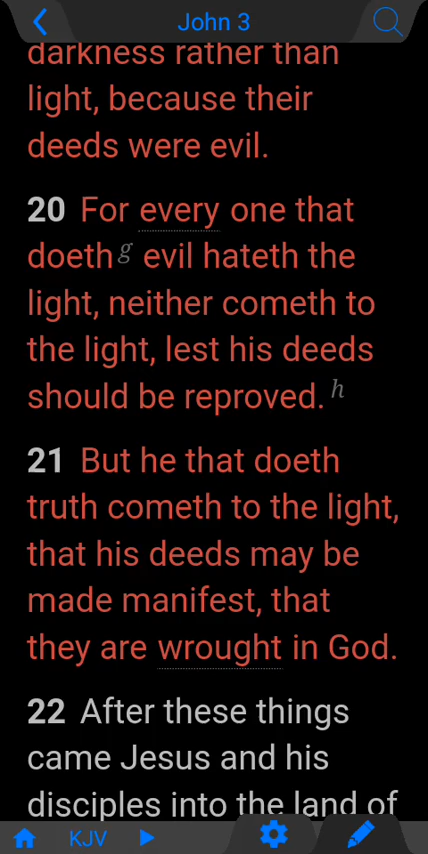 John 3
darkness rather than
light, because their
deeds were evil.
20 For every one that
doeth g evil hateth the
light, neither cometh to
the light, lest his deeds
should be reproved. h
21 But he that doeth
truth cometh to the light,
that his deeds may be
made manifest, that
they are wrought in God.
22 After these things
came Jesus and his
disciples into the land of
KJV